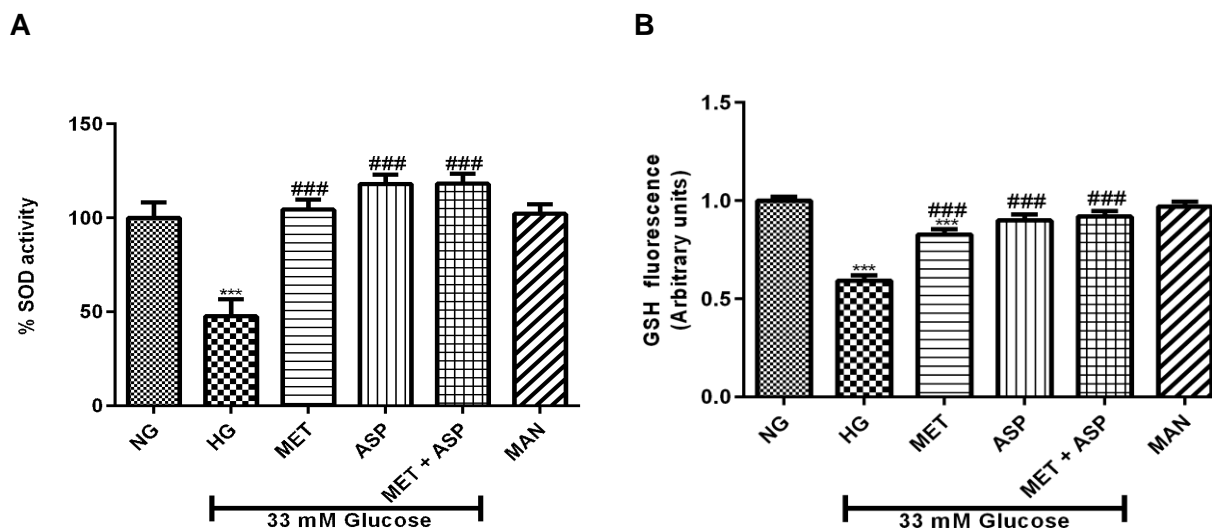 A
% SOD activity
150
100
50
0
***
###
###
###
NG
HG
MET
ASP
MET + ASP
MAN
33 mM Glucose
B
GSH fluorescence
(Arbitrary units)
1.5
1.0
0.5
0.0
***
###
***
###
###
NG
HG
MET
ASP
MET + ASP
MAN
33 mM Glucose